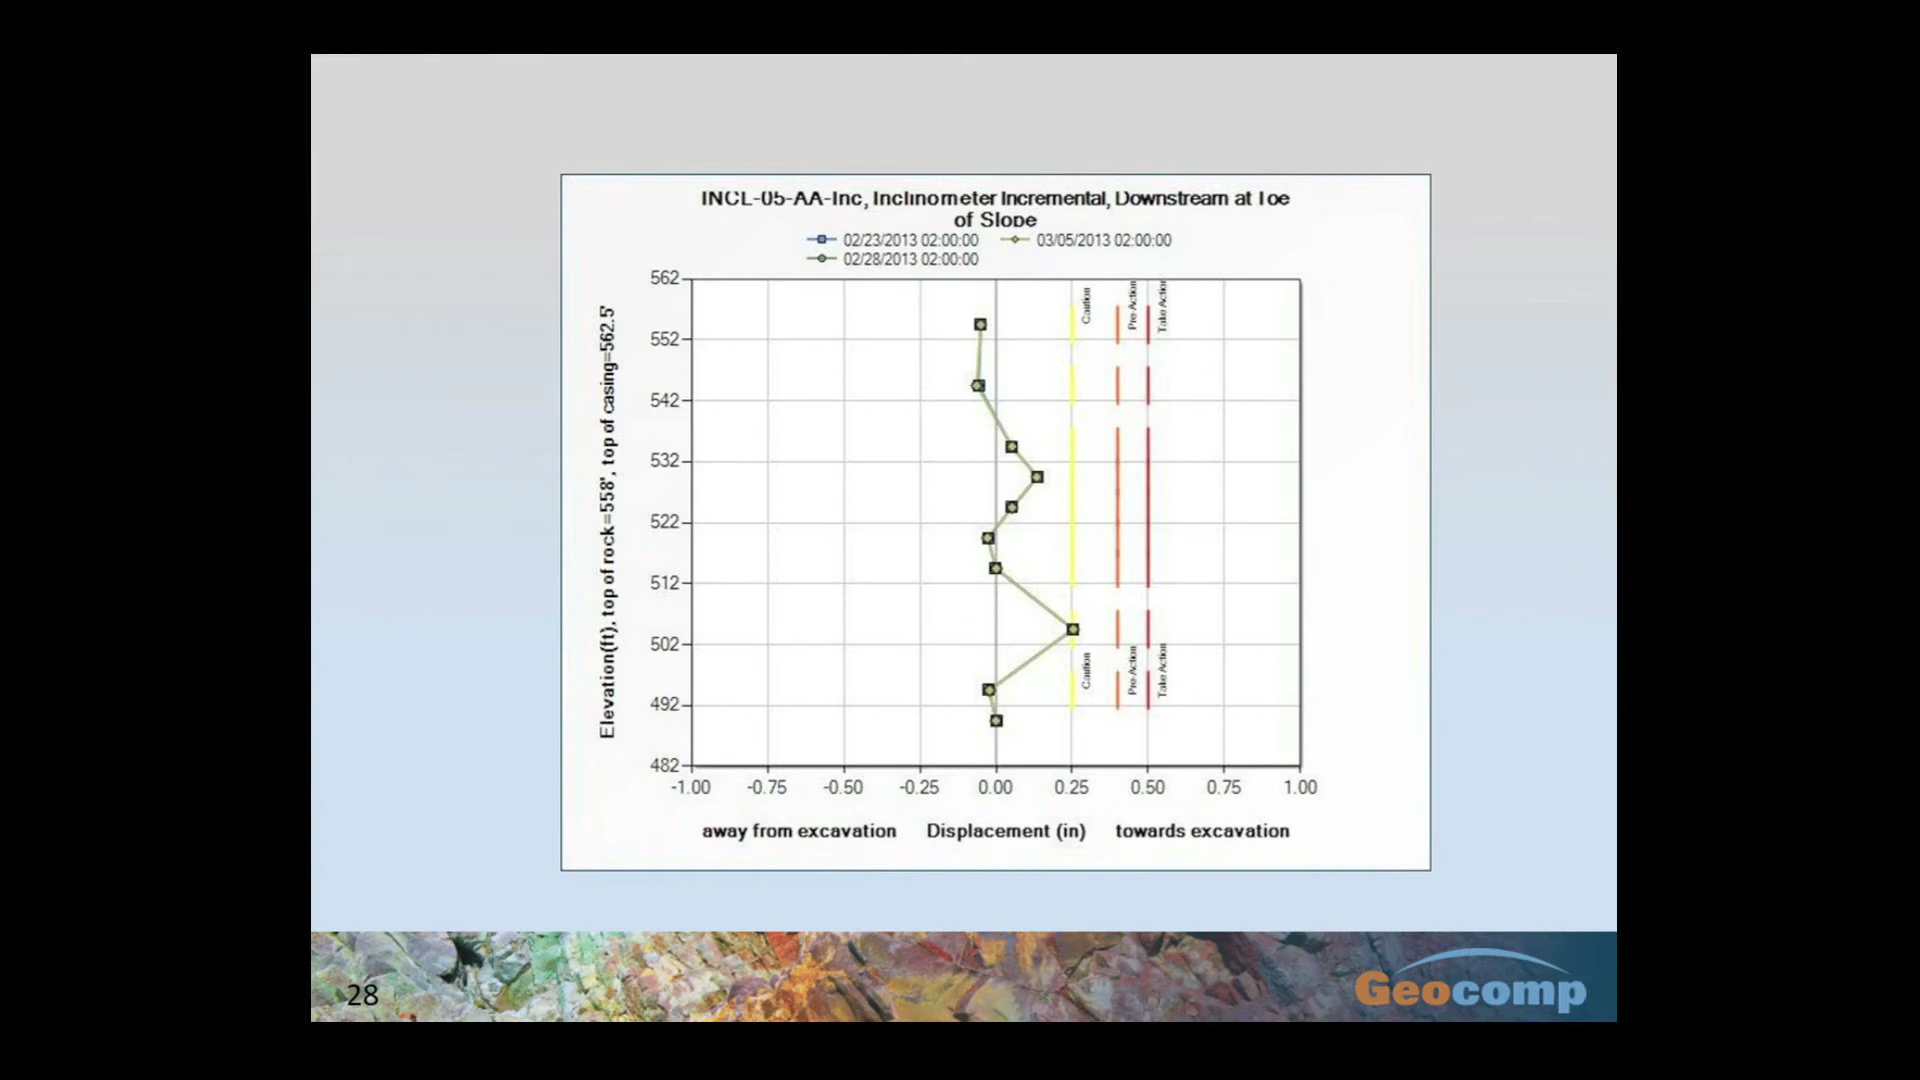 INCL-05-AA-Inc, Inclinometer Incremental, Downstream at Toe
of Slope
02/23/2013 02:00:00 03/05/2013 02:00:00
02/28/2013 02:00:00
Elevation(ft), top of rock=558', top of casing=562.5'
562
552
542
532
522
512
502
492
482
Caution Pre-Action Take Action
Caution Pre-Action Take Action
-1.00 -0.75 -0.50 -0.25 0.00 0.25 0.50 0.75 1.00
away from excavation Displacement (in) towards excavation
28
Geocomp